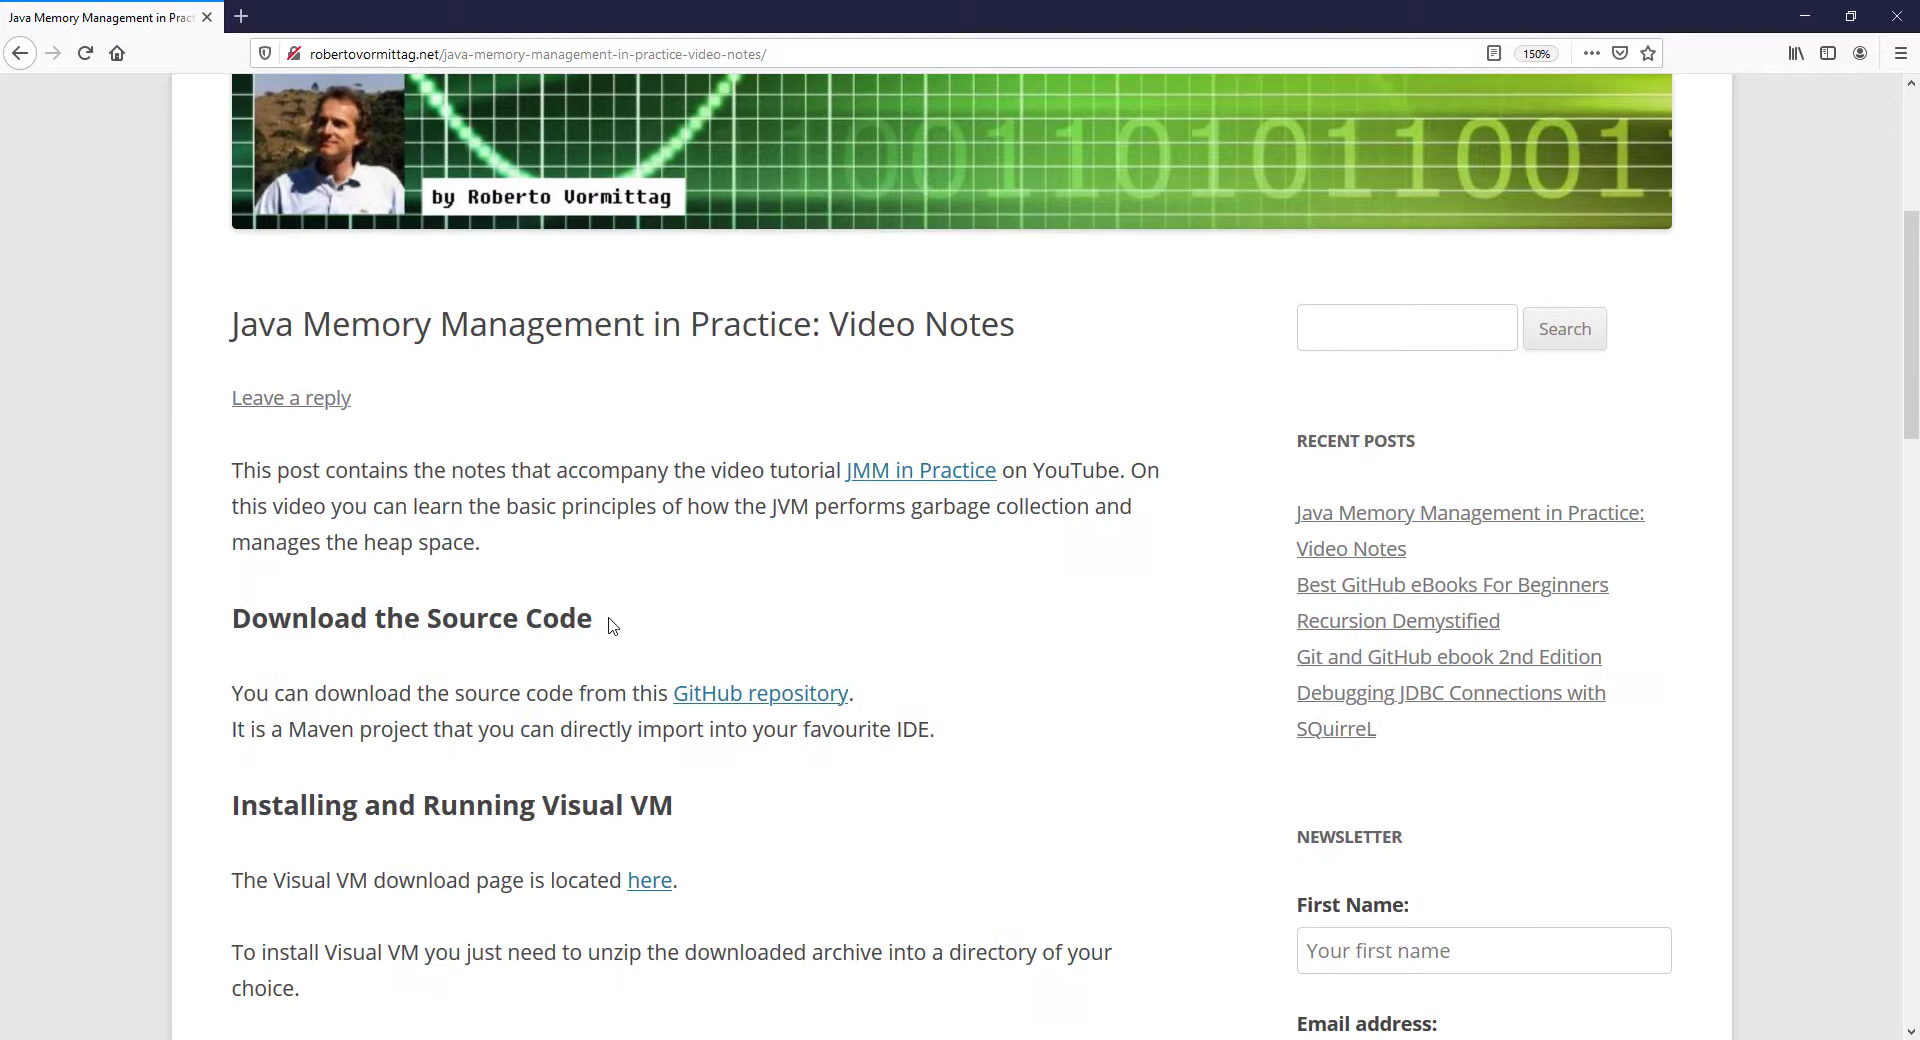 Java Memory Management in Prac
robertovormittag.net/java-memory-management-in-practice-video-notes/
150%
by Roberto Vormittag
10011010110011
Java Memory Management in Practice: Video Notes
Leave a reply
This post contains the notes that accompany the video tutorial JMM in Practice on YouTube. On
this video you can learn the basic principles of how the JVM performs garbage collection and
manages the heap space.
Download the Source Code
You can download the source code from this GitHub repository.
It is a Maven project that you can directly import into your favourite IDE.
Installing and Running Visual VM
The Visual VM download page is located here.
To install Visual VM you just need to unzip the downloaded archive into a directory of your
choice.
Search
RECENT POSTS
Java Memory Management in Practice:
Video Notes
Best GitHub eBooks For Beginners
Recursion Demystified
Git and GitHub ebook 2nd Edition
Debugging JDBC Connections with
SQuirreL
NEWSLETTER
First Name:
Your first name
Email address: